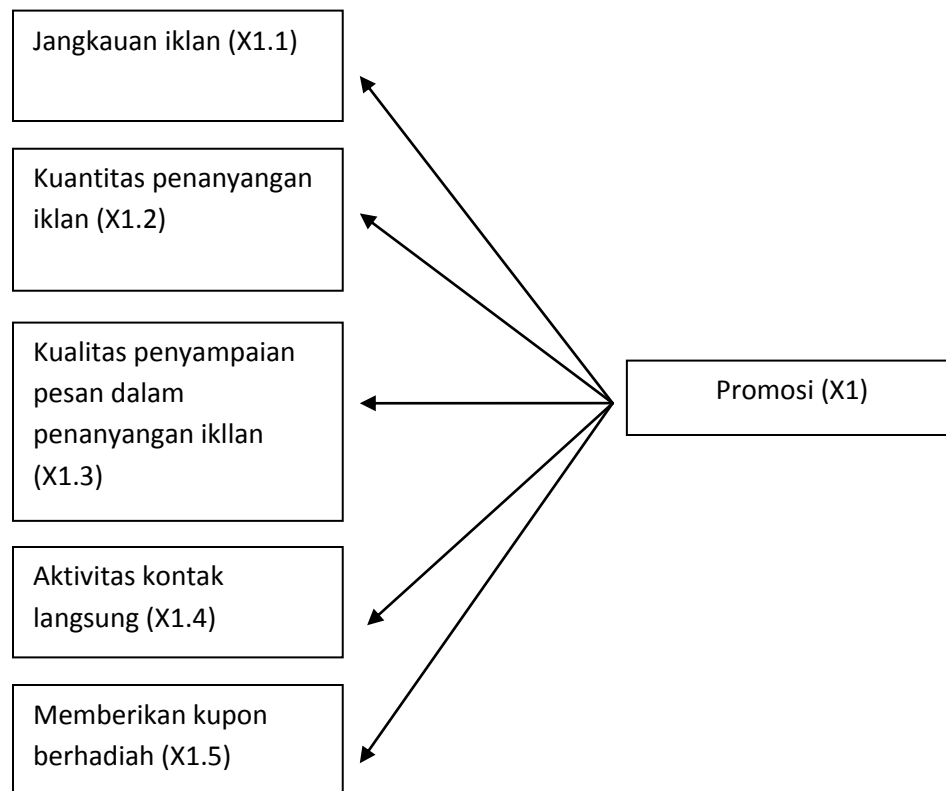 Jangkauan iklan (X1.1)
Kuantitas penanyangan
iklan (X1.2)
Kualitas penyampaian
pesan dalam
penanyangan ikllan
(X1.3)
Promosi (X1)
Aktivitas kontak
langsung (X1.4)
Memberikan kupon
berhadiah (X1.5)